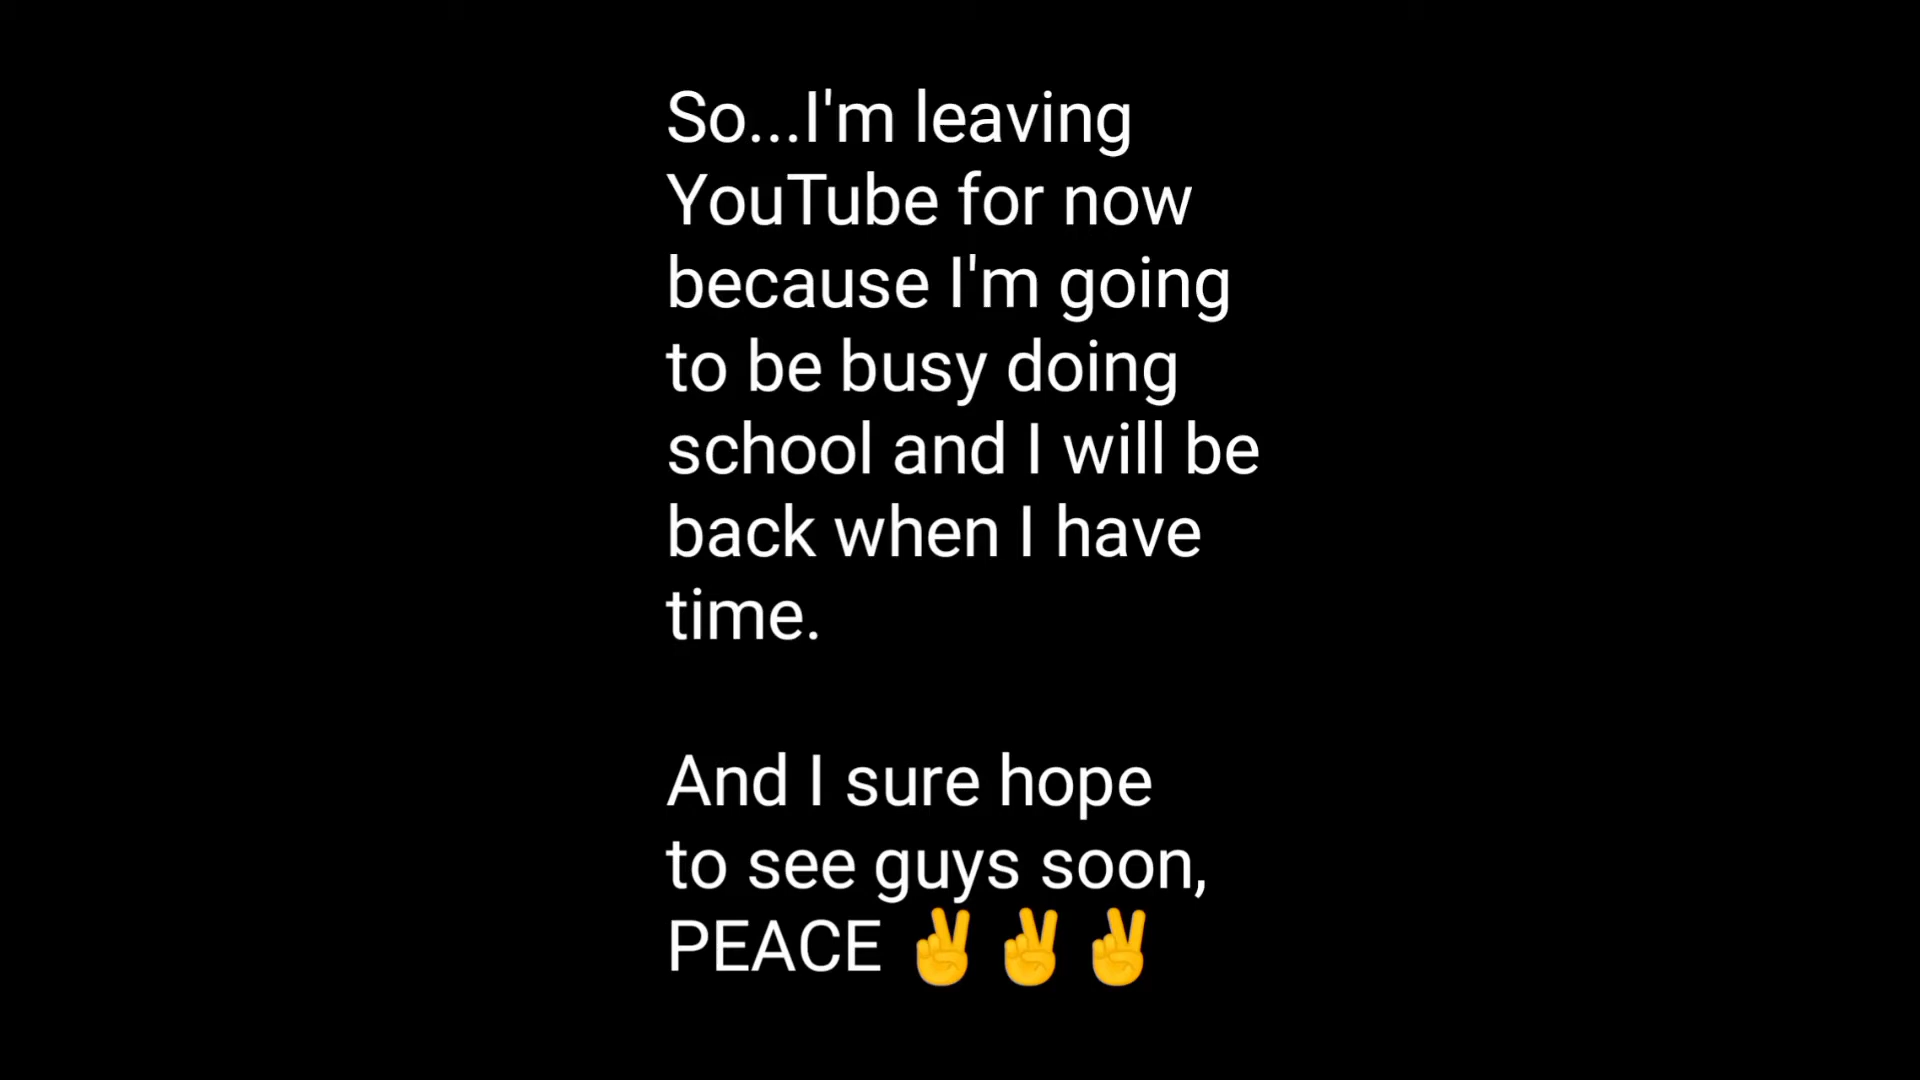 So...I'm leaving
YouTube for now
because I'm going
to be busy doing
school and I will be
back when I have
time.
And I sure hope
to see guys soon,
PEACE ✌✌✌